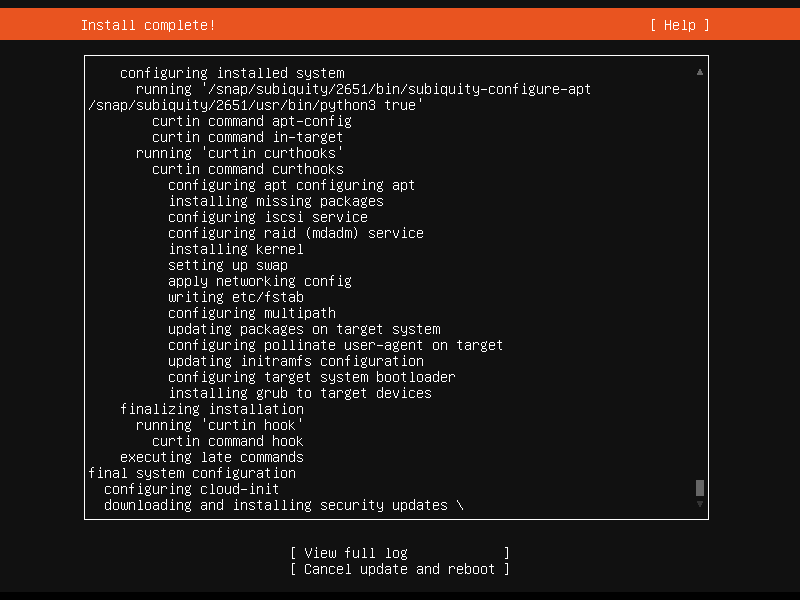 Install complete! [ Help ]
configuring installed system
running '/snap/subiquity/2651/bin/subiquity-configure-apt
/snap/subiquity/2651/usr/bin/python3 true'
curtin command apt-config
curtin command in-target
running 'curtin curthooks'
curtin command curthooks
configuring apt configuring apt
installing missing packages
configuring iscsi service
configuring raid (mdadm) service
installing kernel
setting up swap
apply networking config
writing etc/fstab
configuring multipath
updating packages on target system
configuring pollinate user-agent on target
updating initramfs configuration
configuring target system bootloader
installing grub to target devices
finalizing installation
running 'curtin hook'
curtin command hook
executing late commands
final system configuration
configuring cloud-init
downloading and installing security updates \
[ View full log ]
[ Cancel update and reboot ]